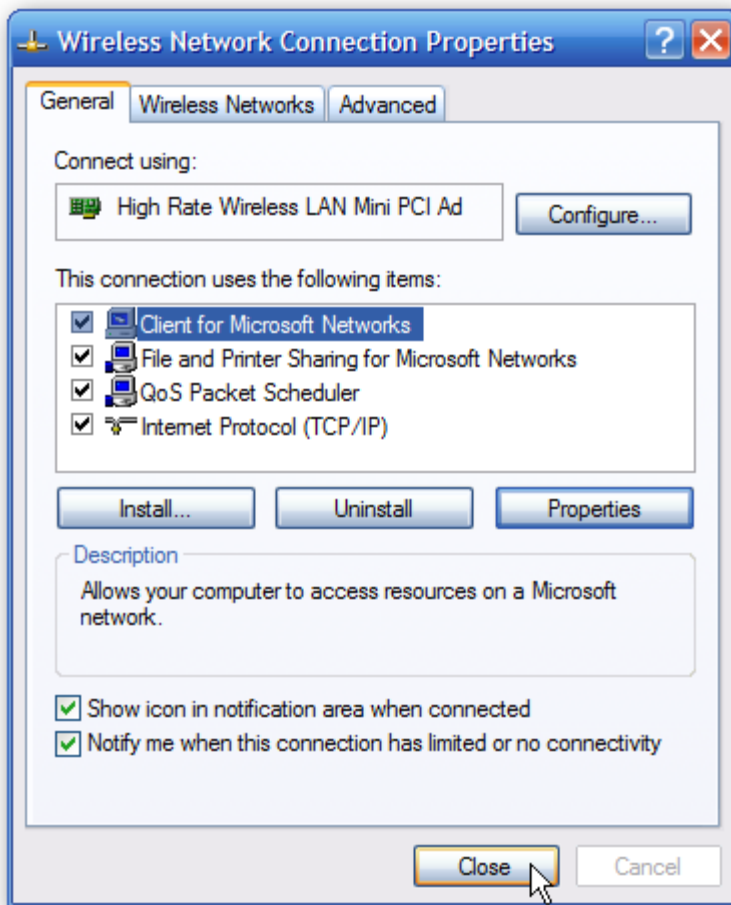 Wireless Network Connection Properties
General Wireless Networks Advanced
Connect using:
High Rate Wireless LAN Mini PCI Ad
Configure...
This connection uses the following items:
Client for Microsoft Networks
File and Printer Sharing for Microsoft Networks
QoS Packet Scheduler
Internet Protocol (TCP/IP)
Install... Uninstall Properties
Description
Allows your computer to access resources on a Microsoft
network.
Show icon in notification area when connected
Notify me when this connection has limited or no connectivity
Close Cancel